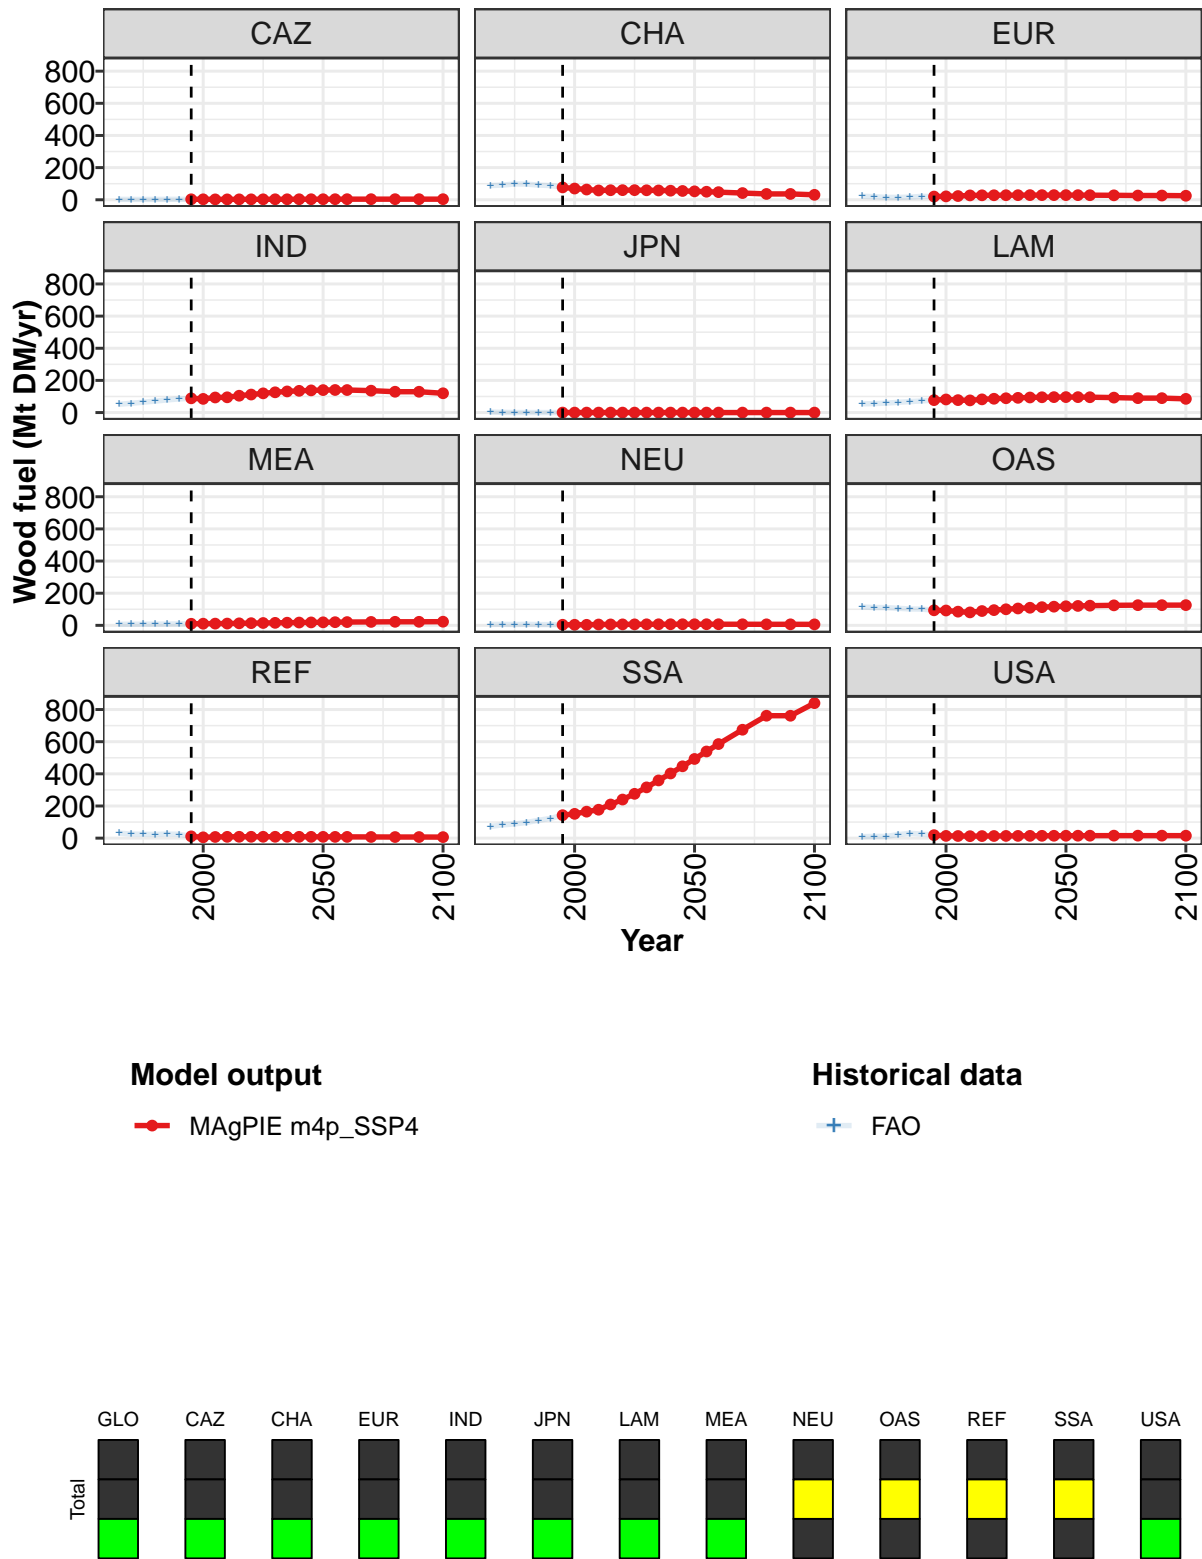 CAZ CHA EUR
800
600
400
200
0
IND JPN LAM
800
600
400
200
0
MEA NEU OAS
800
600
400
200
0
REF SSA USA
800
600
400
200
0
Wood fuel (Mt DM/yr)
2000 2050 2100 2000 2050 2100 2000 2050 2100
Year
Model output
MAgPIE m4p_SSP4
Historical data
FAO
GLO CAZ CHA EUR IND JPN LAM MEA NEU OAS REF SSA USA
Total